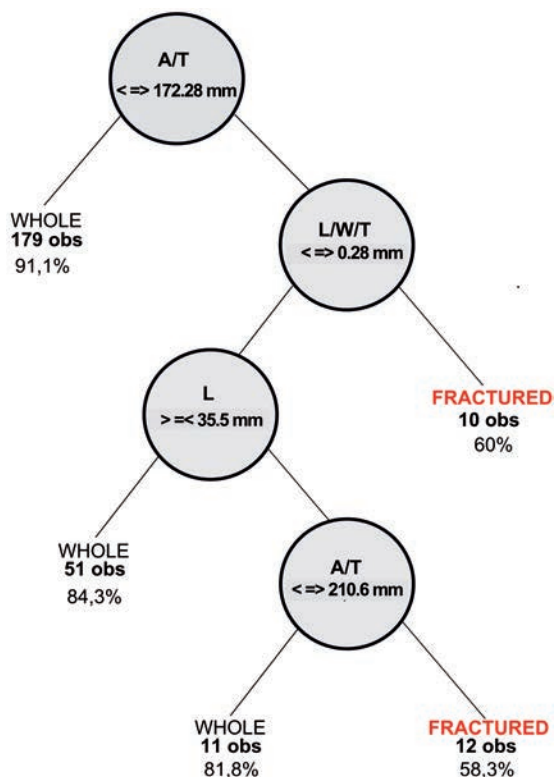 A/T
< => 172.28 mm
WHOLE
179 obs
91,1%
L/W/T
< => 0.28 mm
L
> =< 35.5 mm
FRACTURED
10 obs
60%
WHOLE
51 obs
84,3%
A/T
< => 210.6 mm
WHOLE
11 obs
81,8%
FRACTURED
12 obs
58.3%